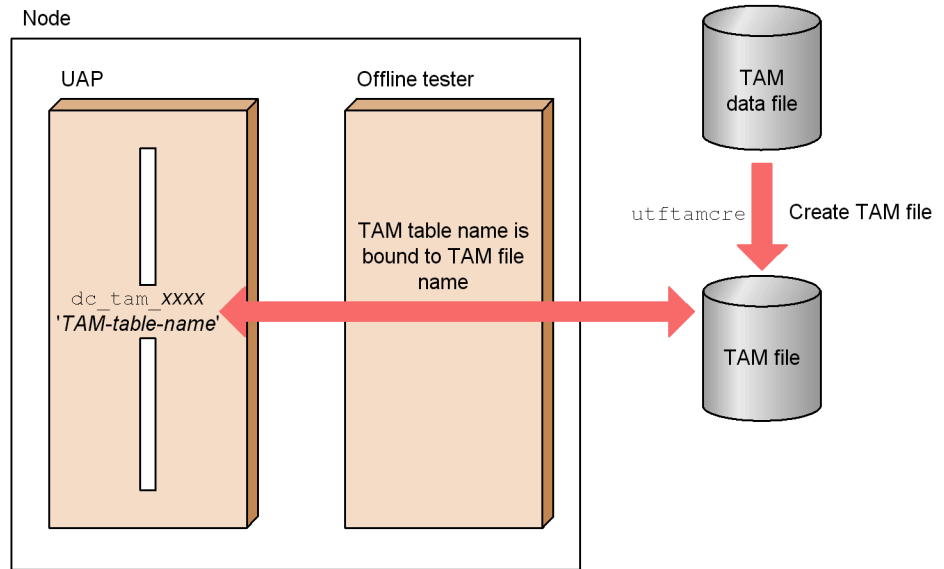 Node
UAP
Offline tester
TAM
data file
utftamcre
Create TAM file
TAM table name is
bound to TAM file
name
dc_tam_xxxx
'TAM-table-name'
TAM file